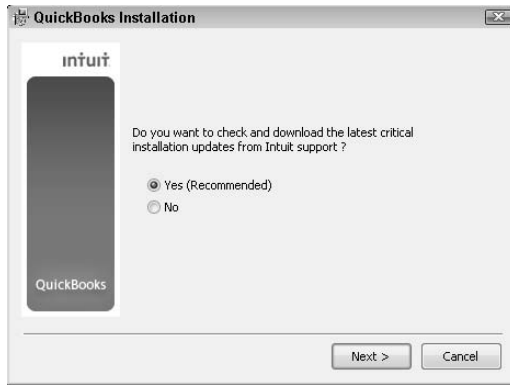 QuickBooks Installation
intuit
Do you want to check and download the latest critical
installation updates from Intuit support ?
Yes (Recommended)
No
QuickBooks
Next >
Cancel